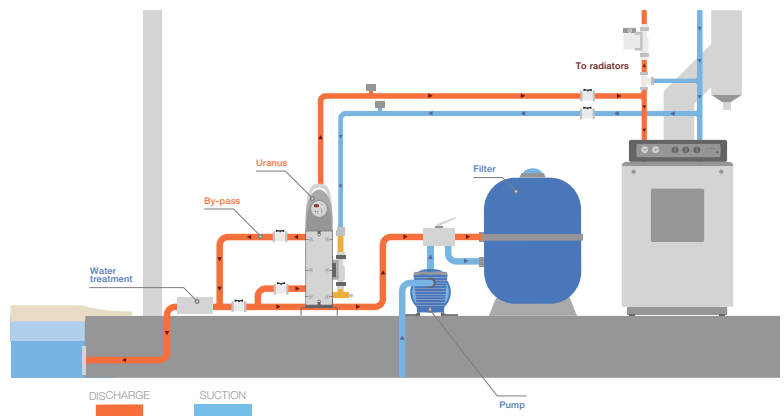 To radiators
Uranus
Filter
By-pass
Water
treatment
DISCHARGE
SUCTION
Pump